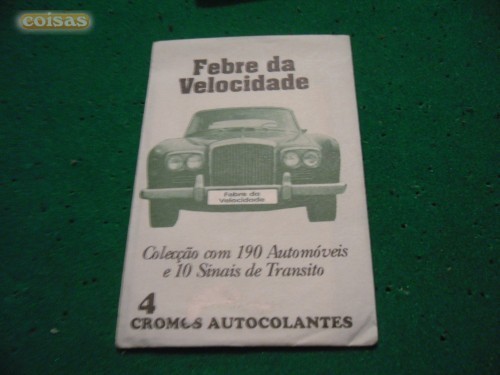 coisas
Febre da
Velocidade
Febre da
Velocidade
Colecção com 190 Automóveis
e 10 Sinais de Transito
4
CROMOS AUTOCOLANTES